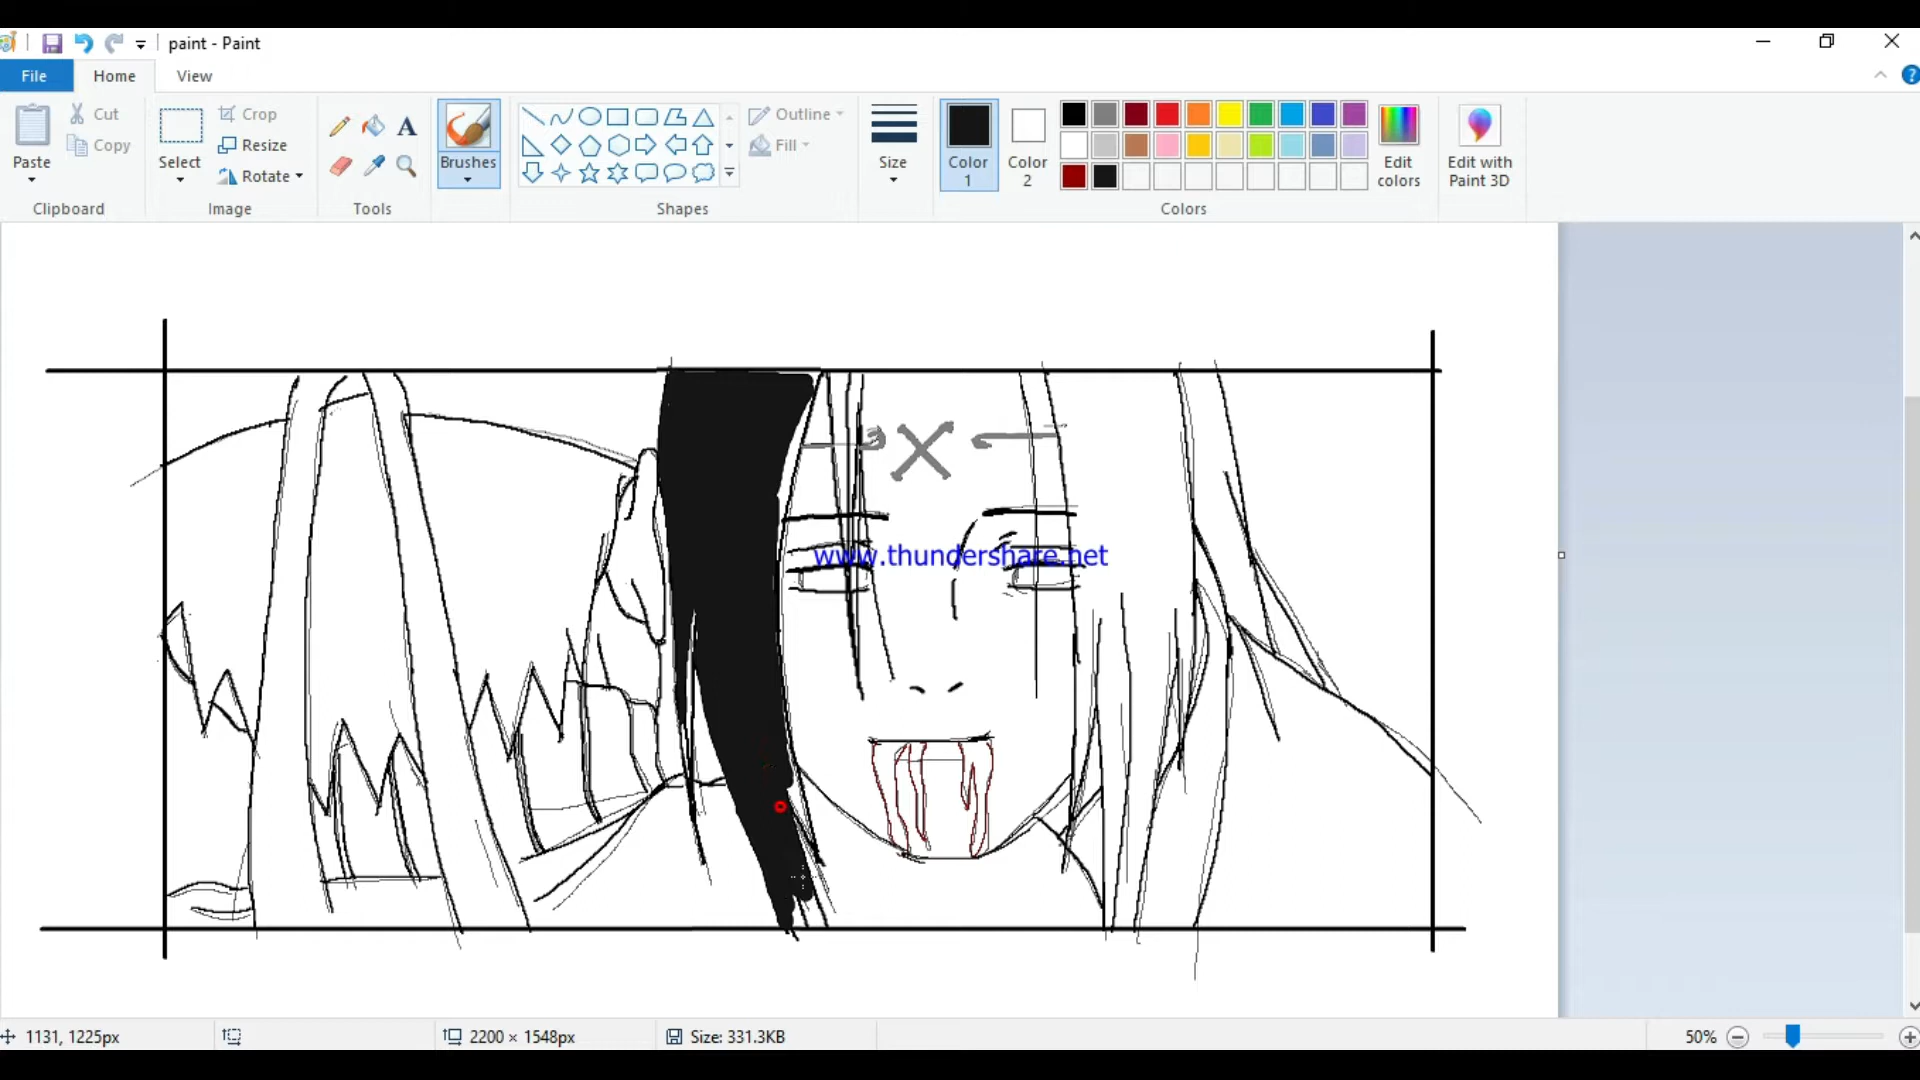 paint - Paint
File
Home
View
Paste
Cut
Copy
Clipboard
Select
Crop
Resize
Rotate
Image
A
Tools
Brushes
Outline
Fill
Shapes
Size
Color
1
Color
2
Edit
colors
Colors
Edit with
Paint 3D
?
X
www.thundershare.net
1131, 1225px
2200 × 1548px
Size: 331.3KB
50%